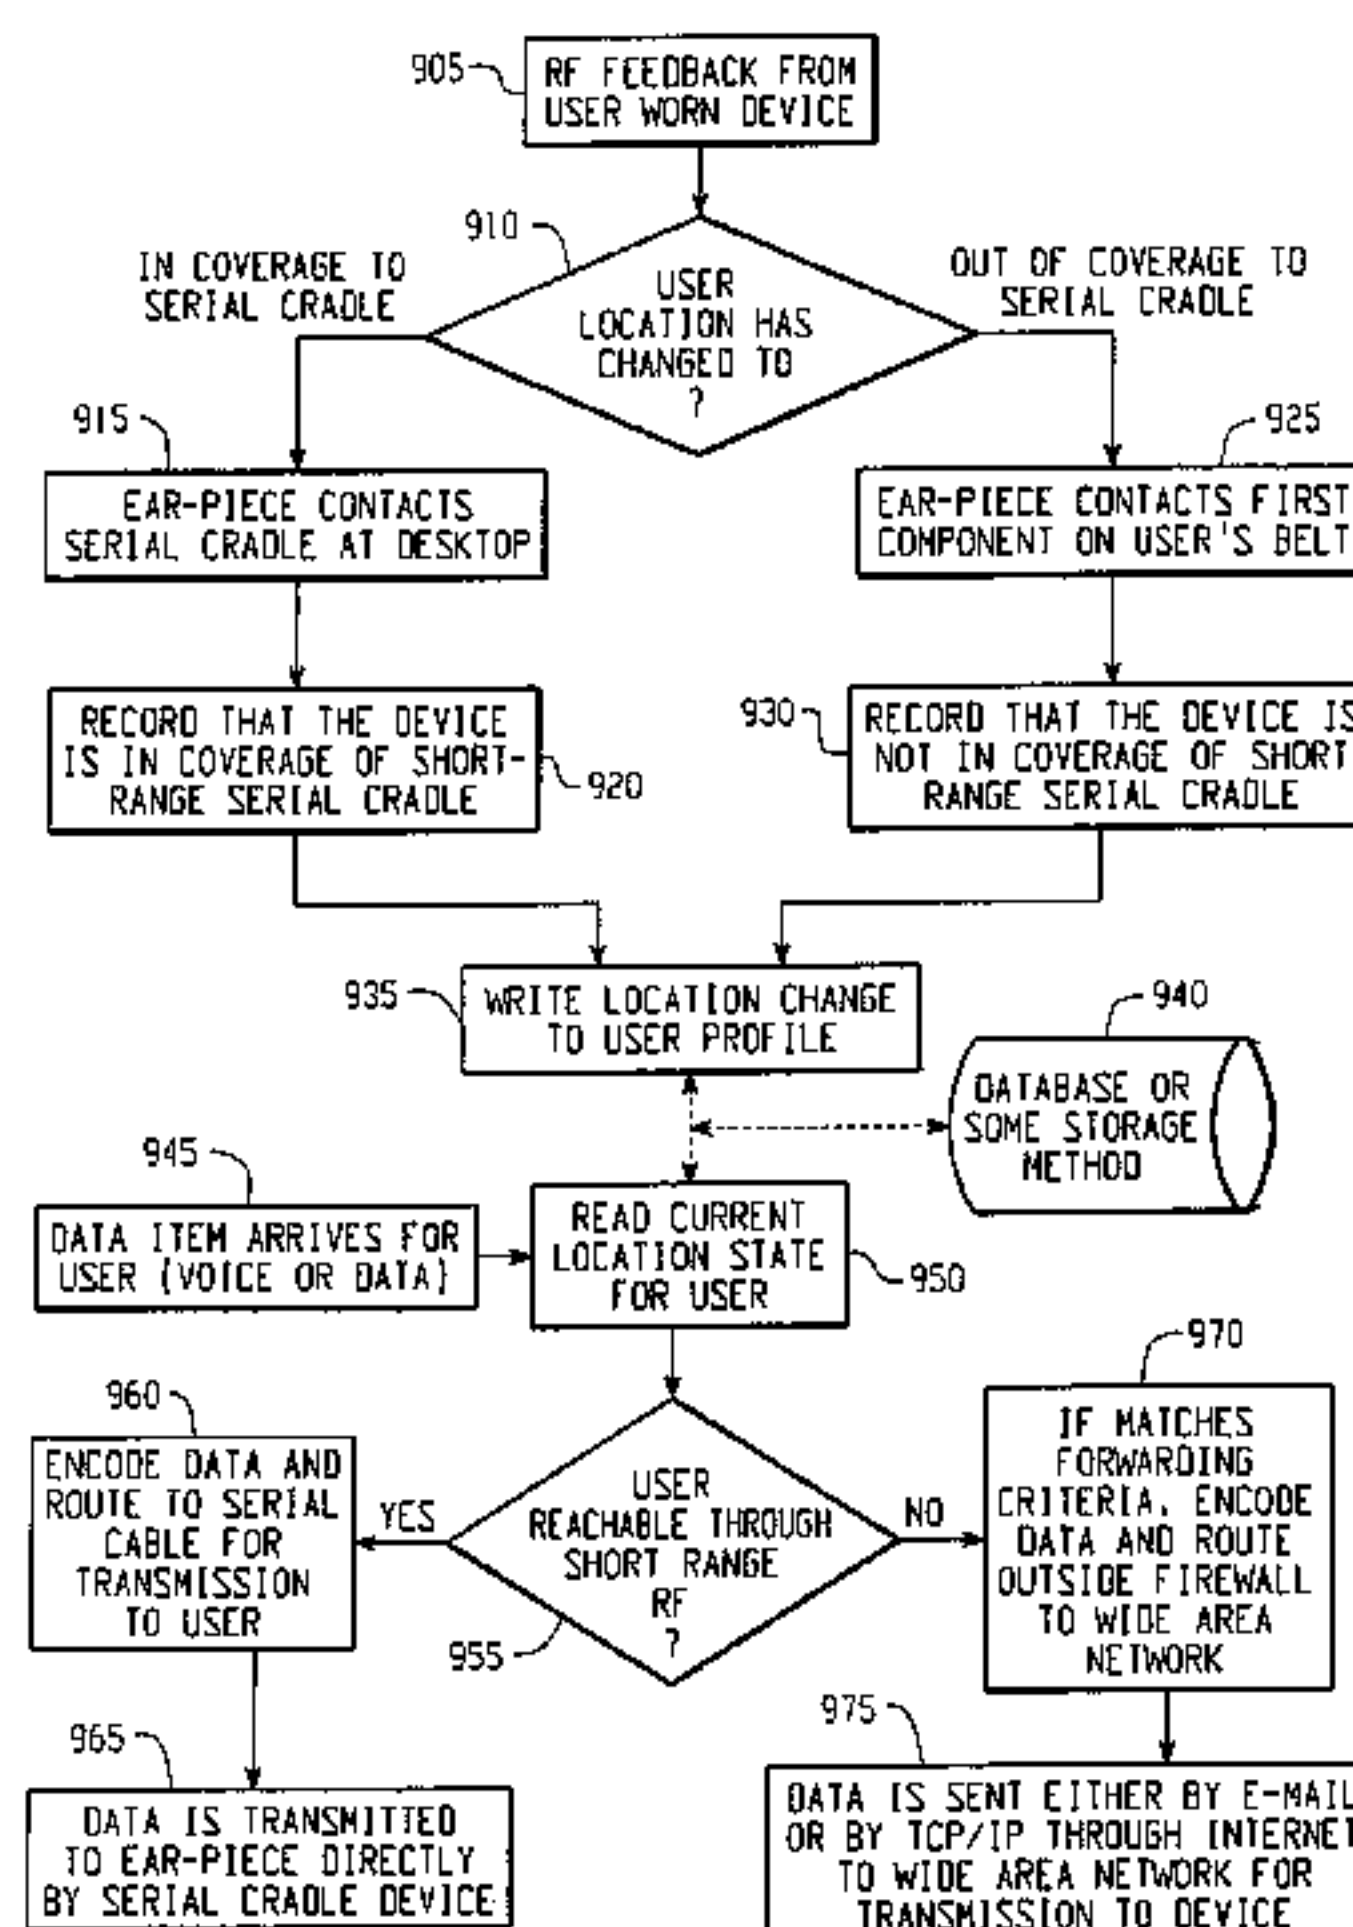 905
RF FEEDBACK FROM
USER WORN DEVICE
910
IN COVERAGE TO
SERIAL CRADLE
USER
LOCATION HAS
CHANGED TO
?
OUT OF COVERAGE TO
SERIAL CRADLE
915
EAR-PIECE CONTACTS
SERIAL CRADLE AT DESKTOP
925
EAR-PIECE CONTACTS FIRST
COMPONENT ON USER'S BELT
RECORD THAT THE DEVICE
IS IN COVERAGE OF SHORT-
RANGE SERIAL CRADLE
920
930
RECORD THAT THE DEVICE IS
NOT IN COVERAGE OF SHORT
RANGE SERIAL CRADLE
935
WRITE LOCATION CHANGE
TO USER PROFILE
940
DATABASE OR
SOME STORAGE
METHOD
945
DATA ITEM ARRIVES FOR
USER (VOICE OR DATA)
READ CURRENT
LOCATION STATE
FOR USER
950
960
ENCODE DATA AND
ROUTE TO SERIAL
CABLE FOR
TRANSMISSION
TO USER
YES
USER
REACHABLE THROUGH
SHORT RANGE
RF
?
955
NO
970
IF MATCHES
FORWARDING
CRITERIA, ENCODE
DATA AND ROUTE
OUTSIDE FIREWALL
TO WIDE AREA
NETWORK
965
DATA IS TRANSMITTED
TO EAR-PIECE DIRECTLY
BY SERIAL CRADLE DEVICE
975
DATA IS SENT EITHER BY E-MAIL
OR BY TCP/IP THROUGH INTERNET
TO WIDE AREA NETWORK FOR
TRANSMISSION TO DEVICE